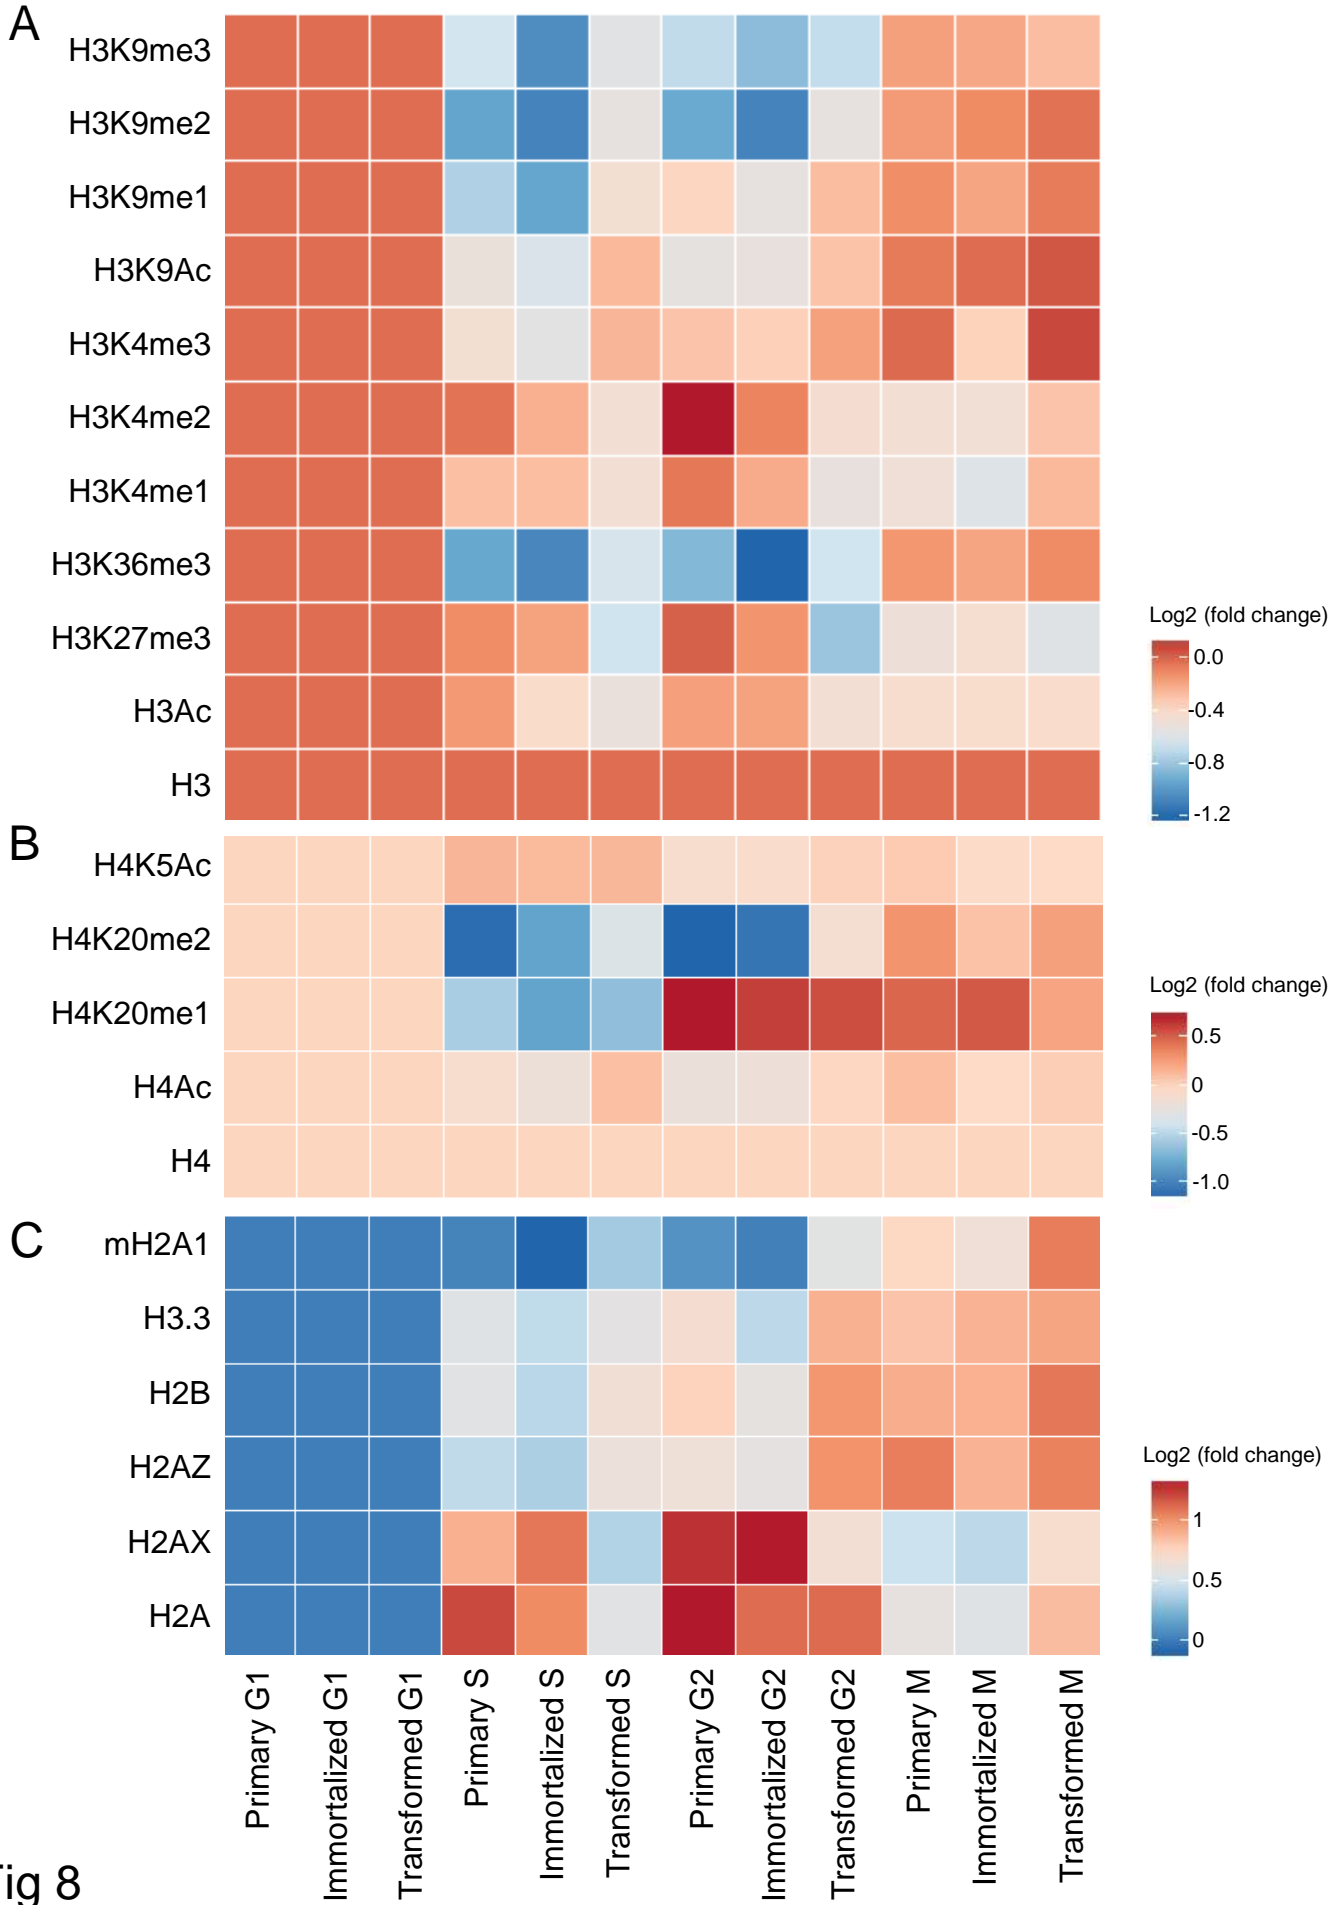 A
H3K9me3
H3K9me2
H3K9me1
H3K9Ac
H3K4me3
H3K4me2
H3K4me1
H3K36me3
H3K27me3
H3Ac
H3
Log2 (fold change)
0.0
-0.4
-0.8
-1.2
B
H4K5Ac
H4K20me2
H4K20me1
H4Ac
H4
Log2 (fold change)
0.5
0
-0.5
-1.0
C
mH2A1
H3.3
H2B
H2AZ
H2AX
H2A
Log2 (fold change)
1
0.5
0
Primary G1
Immortalized G1
Transformed G1
Primary S
Immortalized S
Transformed S
Primary G2
Immortalized G2
Transformed G2
Primary M
Immortalized M
Transformed M
Fig 8